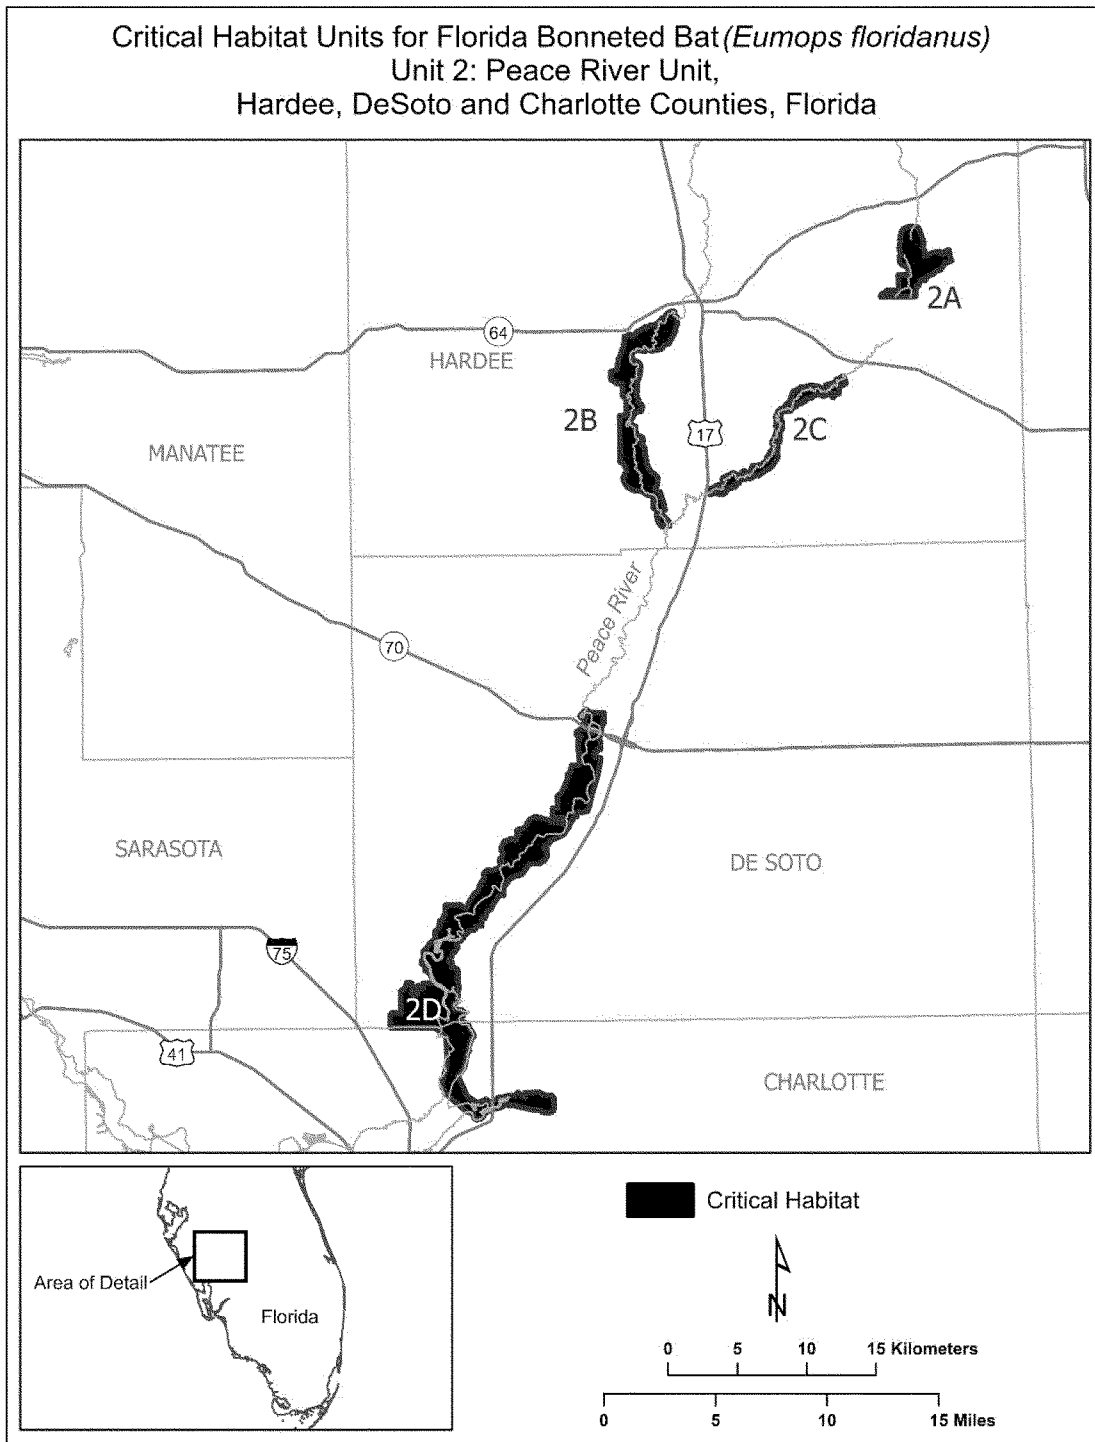 Critical Habitat Units for Florida Bonneted Bat (Eumops floridanus)
Unit 2: Peace River Unit,
Hardee, DeSoto and Charlotte Counties, Florida
2A
64
HARDEE
2B
17
2C
MANATEE
Peace River
70
SARASOTA
DE SOTO
75
2D
41
CHARLOTTE
Area of Detail
Florida
Critical Habitat
N
0 5 10 15 Kilometers
0 5 10 15 Miles